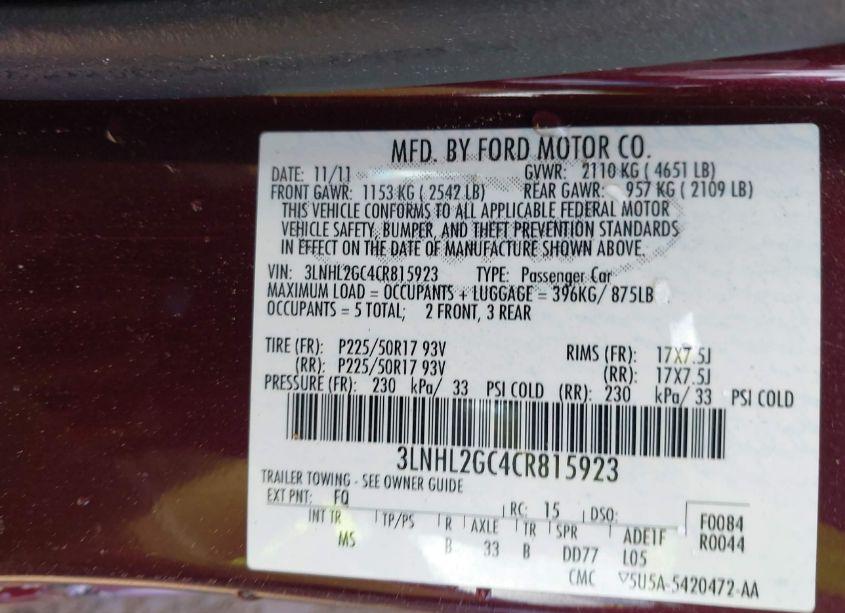 MFD. BY FORD MOTOR CO.
DATE: 11/11 GVWR: 2110 KG ( 4651 LB)
FRONT GAWR: 1153 KG ( 2542 LB) REAR GAWR: 957 KG ( 2109 LB)
THIS VEHICLE CONFORMS TO ALL APPLICABLE FEDERAL MOTOR
VEHICLE SAFETY, BUMPER, AND THEFT PREVENTION STANDARDS
IN EFFECT ON THE DATE OF MANUFACTURE SHOWN ABOVE.
VIN: 3LNHL2GC4CR815923 TYPE: Passenger Car
MAXIMUM LOAD = OCCUPANTS + LUGGAGE = 396KG/ 875LB
OCCUPANTS = 5 TOTAL; 2 FRONT, 3 REAR
TIRE (FR): P225/50R17 93V RIMS (FR): 17X7.5J
(RR): P225/50R17 93V (RR): 17X7.5J
PRESSURE (FR): 230 kPa/ 33 PSI COLD (RR): 230 kPa/ 33 PSI COLD
3LNHL2GC4CR815923
TRAILER TOWING - SEE OWNER GUIDE
EXT PNT: FQ RC: 15 DSO: F0084
INT TR TP/PS R AXLE TR SPR ADE1F R0044
M5 B 33 B DD77 L05
CMC V5U5A-5420472-AA